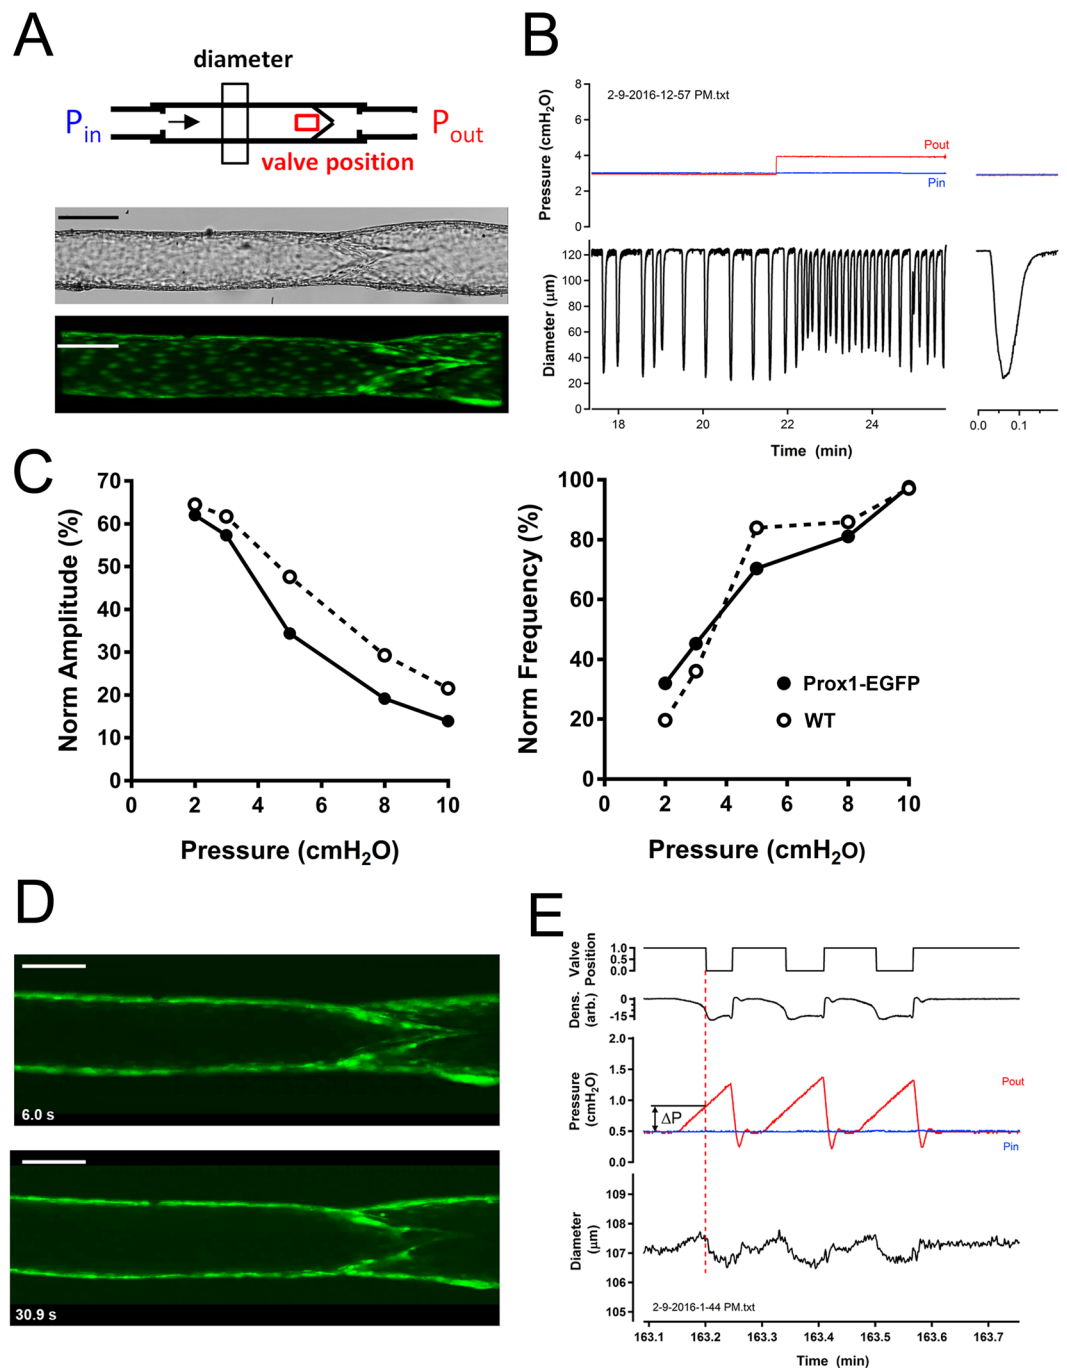 A
diameter
P_in
P_out
valve position
B
2-9-2016-12-57 PM.txt
Pressure (cmH₂O)
8
6
4
2
0
Pout
Pin
Diameter (µm)
120
100
80
60
40
20
0
18 20 22 24
0.0 0.1
Time (min)
C
Norm Amplitude (%)
70
60
50
40
30
20
10
0
0 2 4 6 8 10
Pressure (cmH₂O)
Norm Frequency (%)
100
80
60
40
20
0
Prox1-EGFP
WT
0 2 4 6 8 10
Pressure (cmH₂O)
D
6.0 s
30.9 s
E
Valve
Position
1.0
0.5
0.0
Dens.
(arb.)
0
-15
Pressure
(cmH₂O)
2.0
1.5
1.0
0.5
0.0
ΔP
Pout
Pin
Diameter
(µm)
109
108
107
106
105
2-9-2016-1-44 PM.txt
163.1 163.2 163.3 163.4 163.5 163.6 163.7
Time (min)